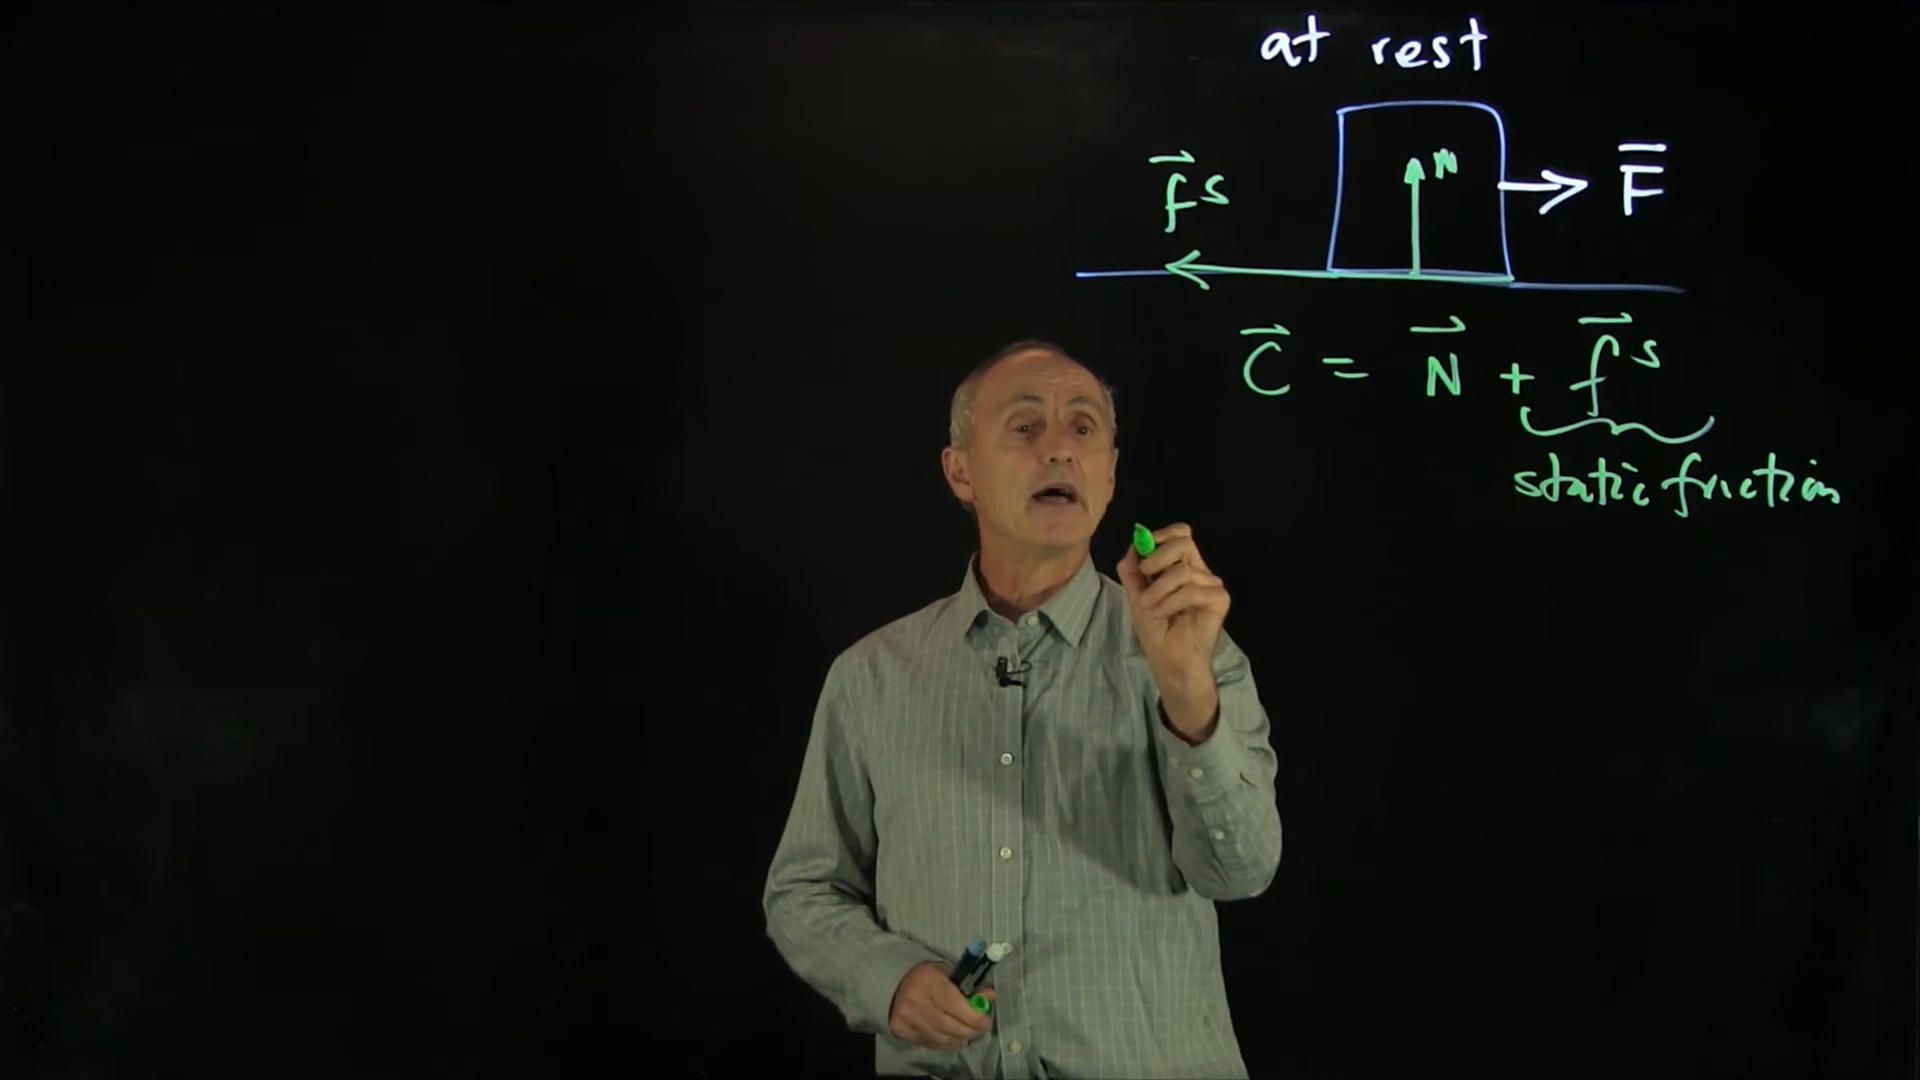 at rest
N
f⃗ˢ
F̅
C⃗ = N⃗ + f⃗ˢ
static friction